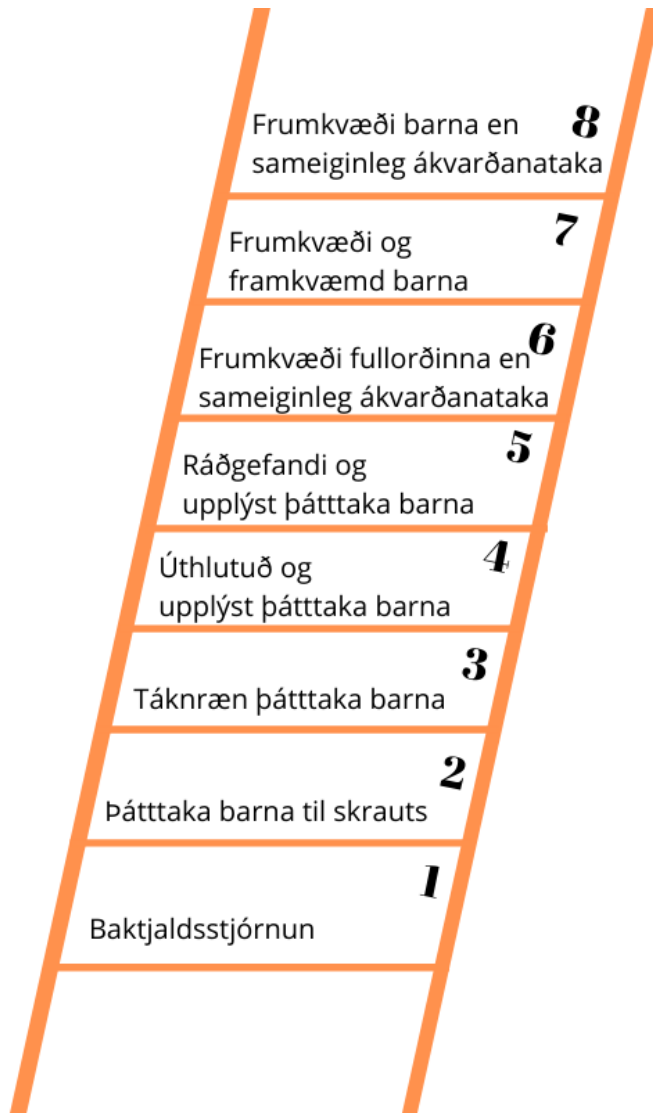 8
Frumkvæði barna en
sameiginleg ákvarðanataka
7
Frumkvæði og
framkvæmd barna
6
Frumkvæði fullorðinna en
sameiginleg ákvarðanataka
5
Ráðgefandi og
upplýst þátttaka barna
4
Úthlutuð og
upplýst þátttaka barna
3
Táknræn þátttaka barna
2
Þátttaka barna til skrauts
1
Baktjaldsstjórnun